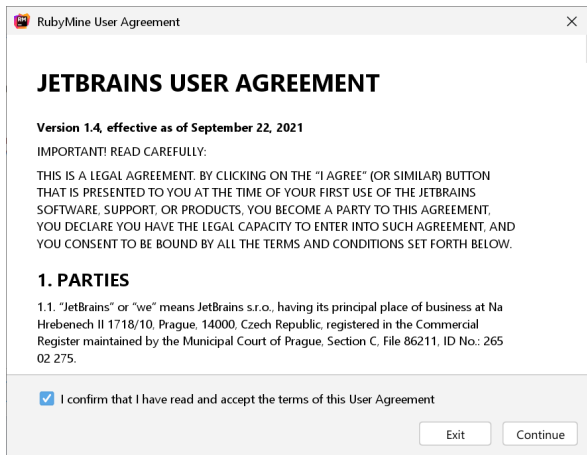 RubyMine User Agreement
JETBRAINS USER AGREEMENT
Version 1.4, effective as of September 22, 2021
IMPORTANT! READ CAREFULLY:
THIS IS A LEGAL AGREEMENT. BY CLICKING ON THE “I AGREE” (OR SIMILAR) BUTTON
THAT IS PRESENTED TO YOU AT THE TIME OF YOUR FIRST USE OF THE JETBRAINS
SOFTWARE, SUPPORT, OR PRODUCTS, YOU BECOME A PARTY TO THIS AGREEMENT,
YOU DECLARE YOU HAVE THE LEGAL CAPACITY TO ENTER INTO SUCH AGREEMENT, AND
YOU CONSENT TO BE BOUND BY ALL THE TERMS AND CONDITIONS SET FORTH BELOW.
1. PARTIES
1.1. “JetBrains” or “we” means JetBrains s.r.o., having its principal place of business at Na
Hrebenech II 1718/10, Prague, 14000, Czech Republic, registered in the Commercial
Register maintained by the Municipal Court of Prague, Section C, File 86211, ID No.: 265
02 275.
I confirm that I have read and accept the terms of this User Agreement
Exit
Continue